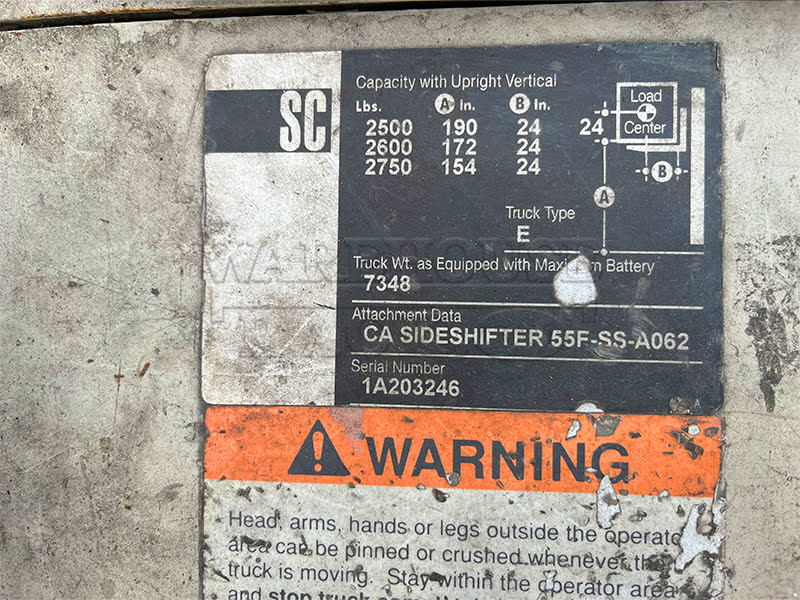 SC
Capacity with Upright Vertical
Lbs. A In. B In.
2500 190 24
2600 172 24
2750 154 24
24
Load
Center
B
A
Truck Type
E
Truck Wt. as Equipped with Maximum Battery
7348
Attachment Data
CA SIDESHIFTER 55F-SS-A062
Serial Number
1A203246
A
WARNING
Head, arms, hands or legs outside the operator
area can be pinned or crushed whenever the
truck is moving. Stay within the operator area
and stop truck